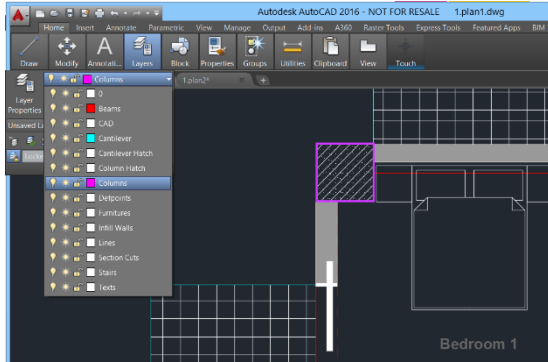 Autodesk AutoCAD 2016 - NOT FOR RESALE 1.plan1.dwg
Home Insert Annotate Parametric View Manage Output Add-ins A360 Raster Tools Express Tools Featured Apps BIM
Draw Modify Annotati... Layers Block Properties Groups Utilities Clipboard View Touch
Columns
1.plan2*
Layer
Properties
Unsaved La
Locke
0
Beams
CAD
Cantilever
Cantilever Hatch
Column Hatch
Columns
Defpoints
Furnitures
Infill Walls
Lines
Section Cuts
Stairs
Texts
Bedroom 1